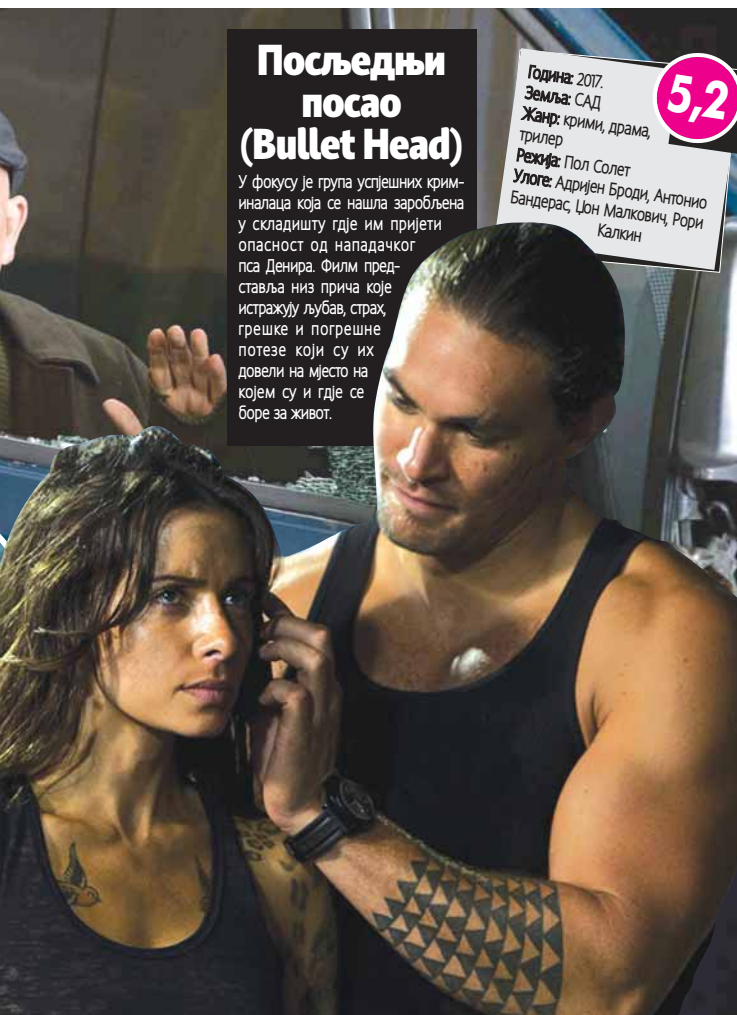 Посљедњи
посао
(Bullet Head)
У фокусу је група успјешних крим-
иналаца која се нашла заробљена
у складишту гдје им пријети
опасност од нападачког
пса Денира. Филм пред-
ставља низ прича које
истражују љубав, страх,
грешке и погрешне
потезе који су их
довели на мјесто на
којем су и гдје се
боре за живот.
Година: 2017.
Земља: САД
Жанр: крими, драма,
трилер
Режија: Пол Солет
Улоге: Адријен Броди, Антонио
Бандерас, Џон Малкович, Рори
Калкин
5,2